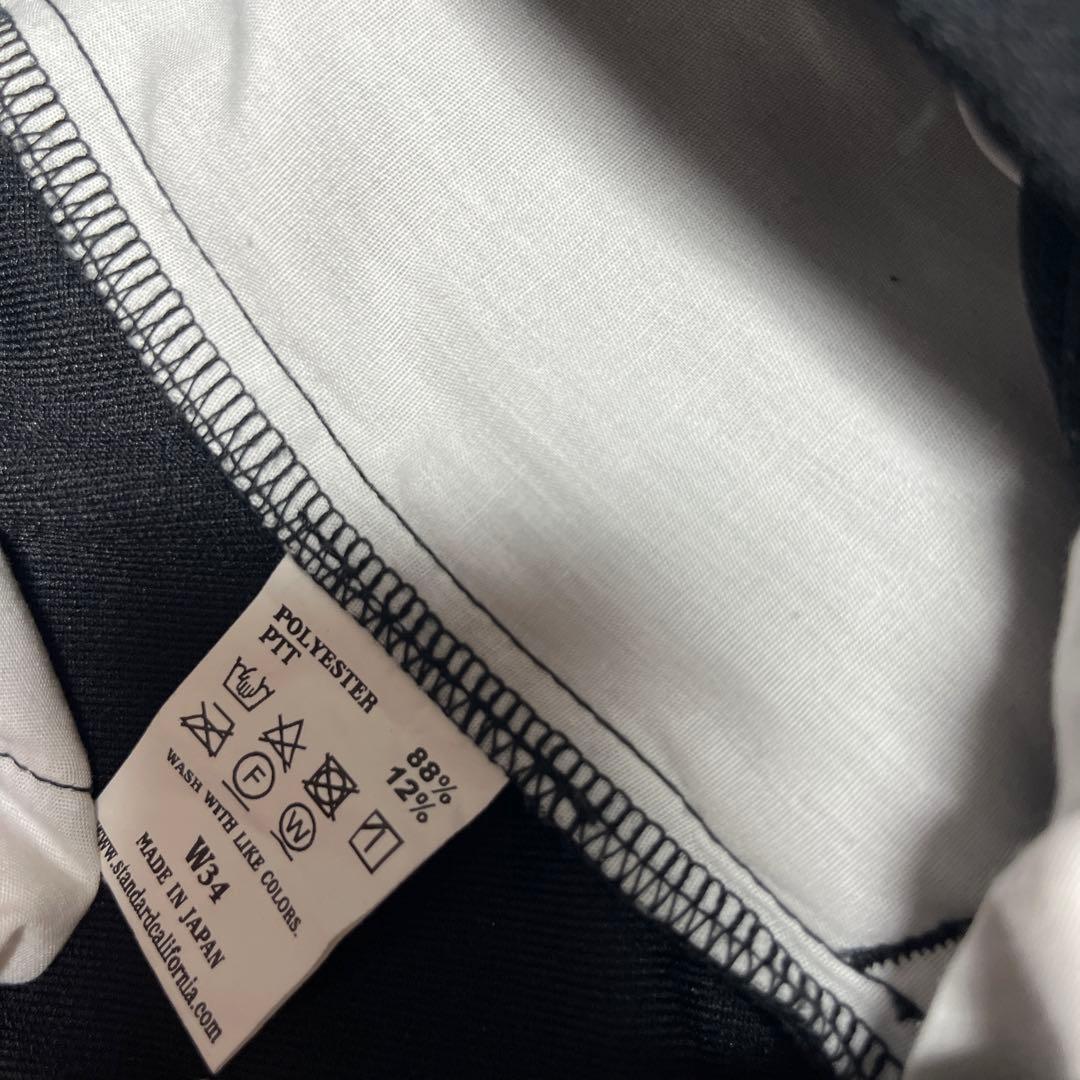 POLYESTER 88%
PTT 12%
F
W
WASH WITH LIKE COLORS.
W34
MADE IN JAPAN
www.standardcalifornia.com